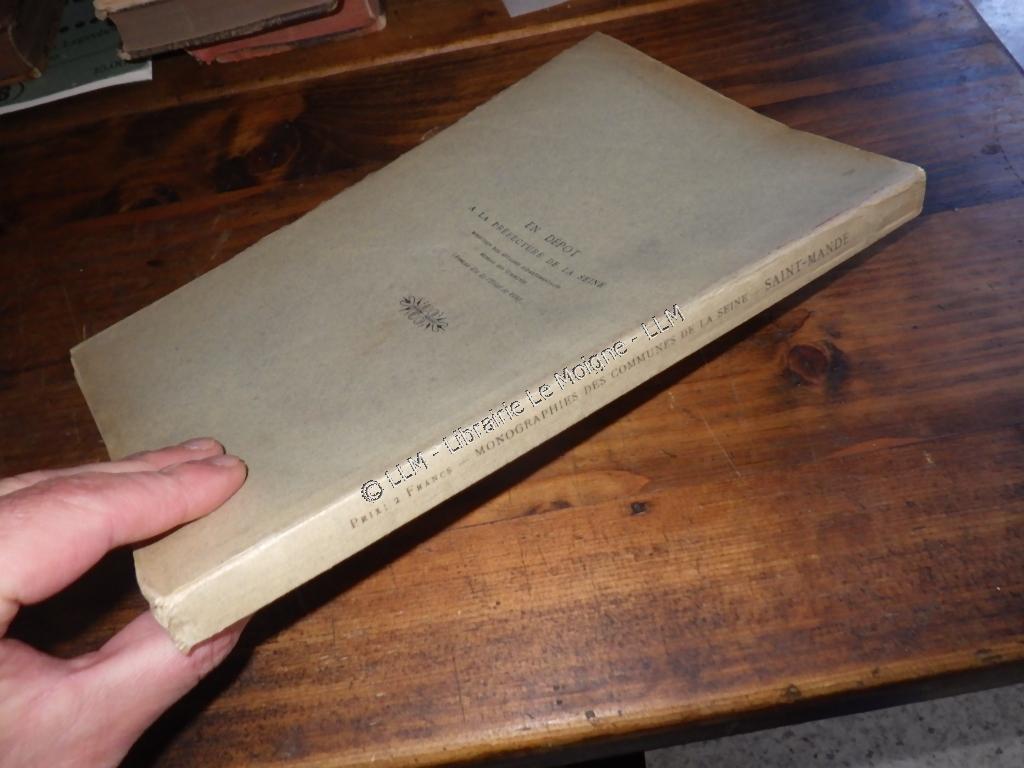 EN DÉPOT
A LA PRÉFECTURE DE LA SEINE
© LLM - Librairie Le Moigne - LLM
PRIX: 2 FRANCS — MONOGRAPHIES DES COMMUNES DE LA SEINE : SAINT-MANDÉ